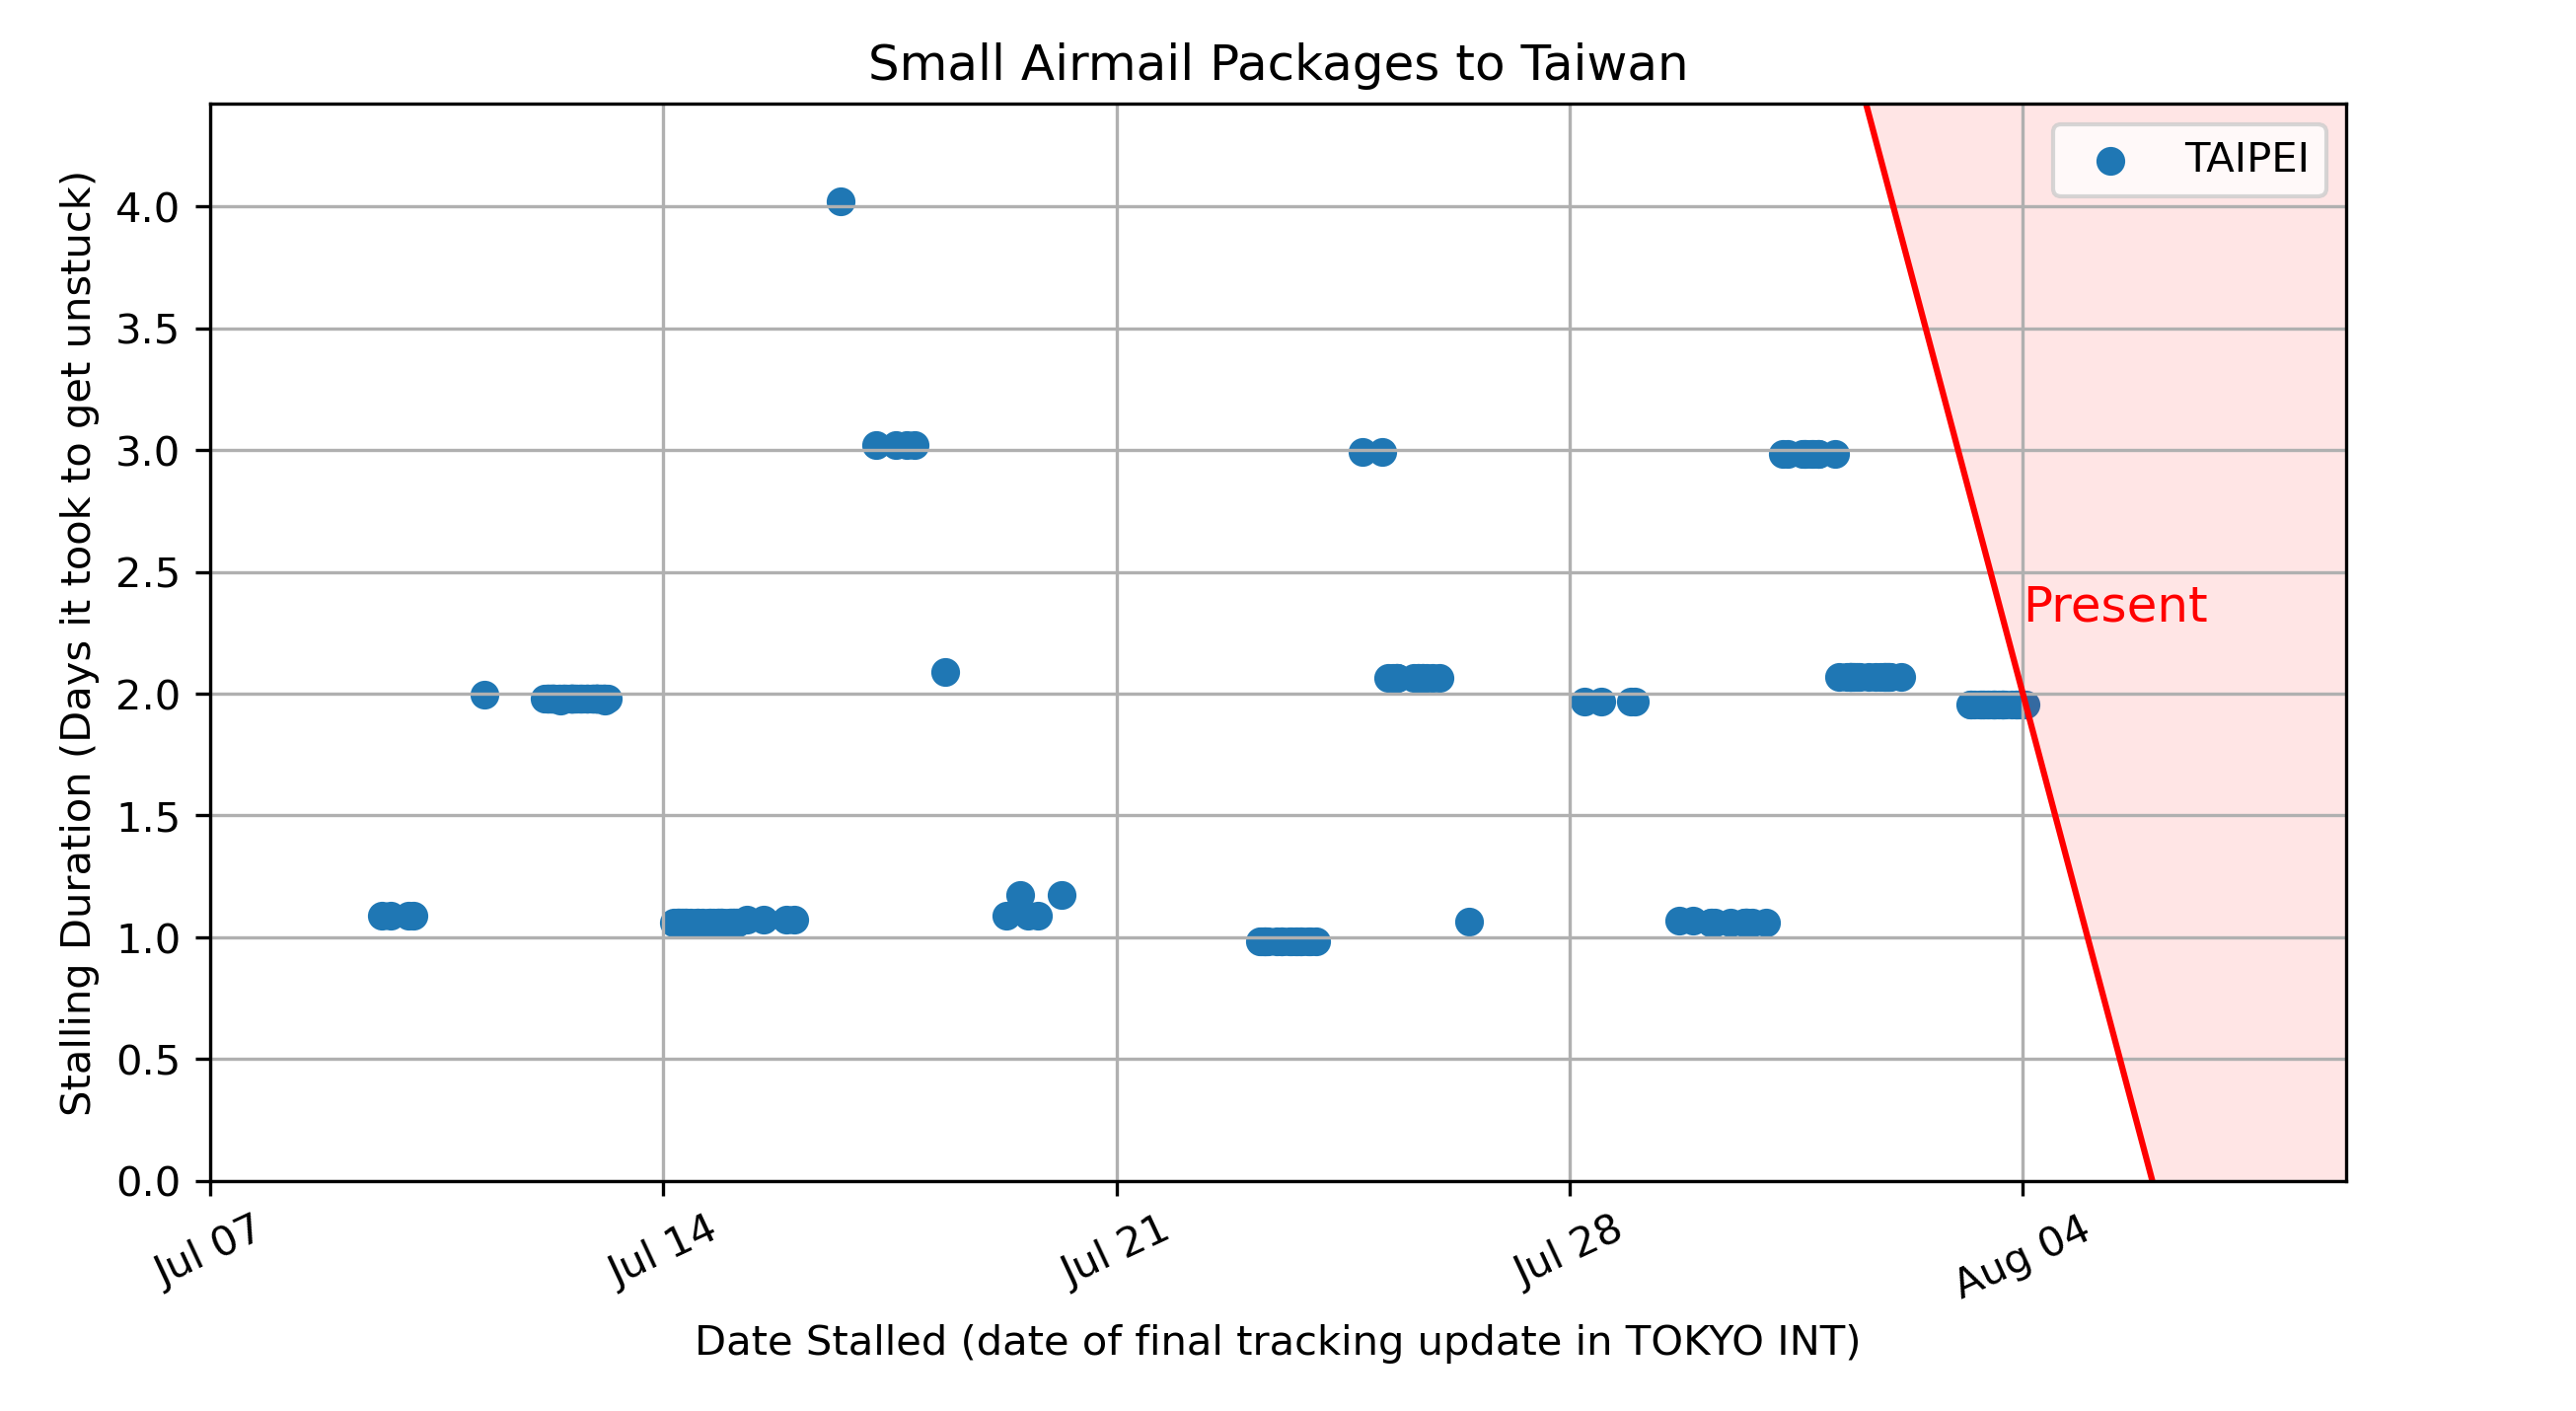 Small Airmail Packages to Taiwan
TAIPEI
Stalling Duration (Days it took to get unstuck)
4.0
3.5
3.0
2.5
2.0
1.5
1.0
0.5
0.0
Present
Jul 07
Jul 14
Jul 21
Jul 28
Aug 04
Date Stalled (date of final tracking update in TOKYO INT)